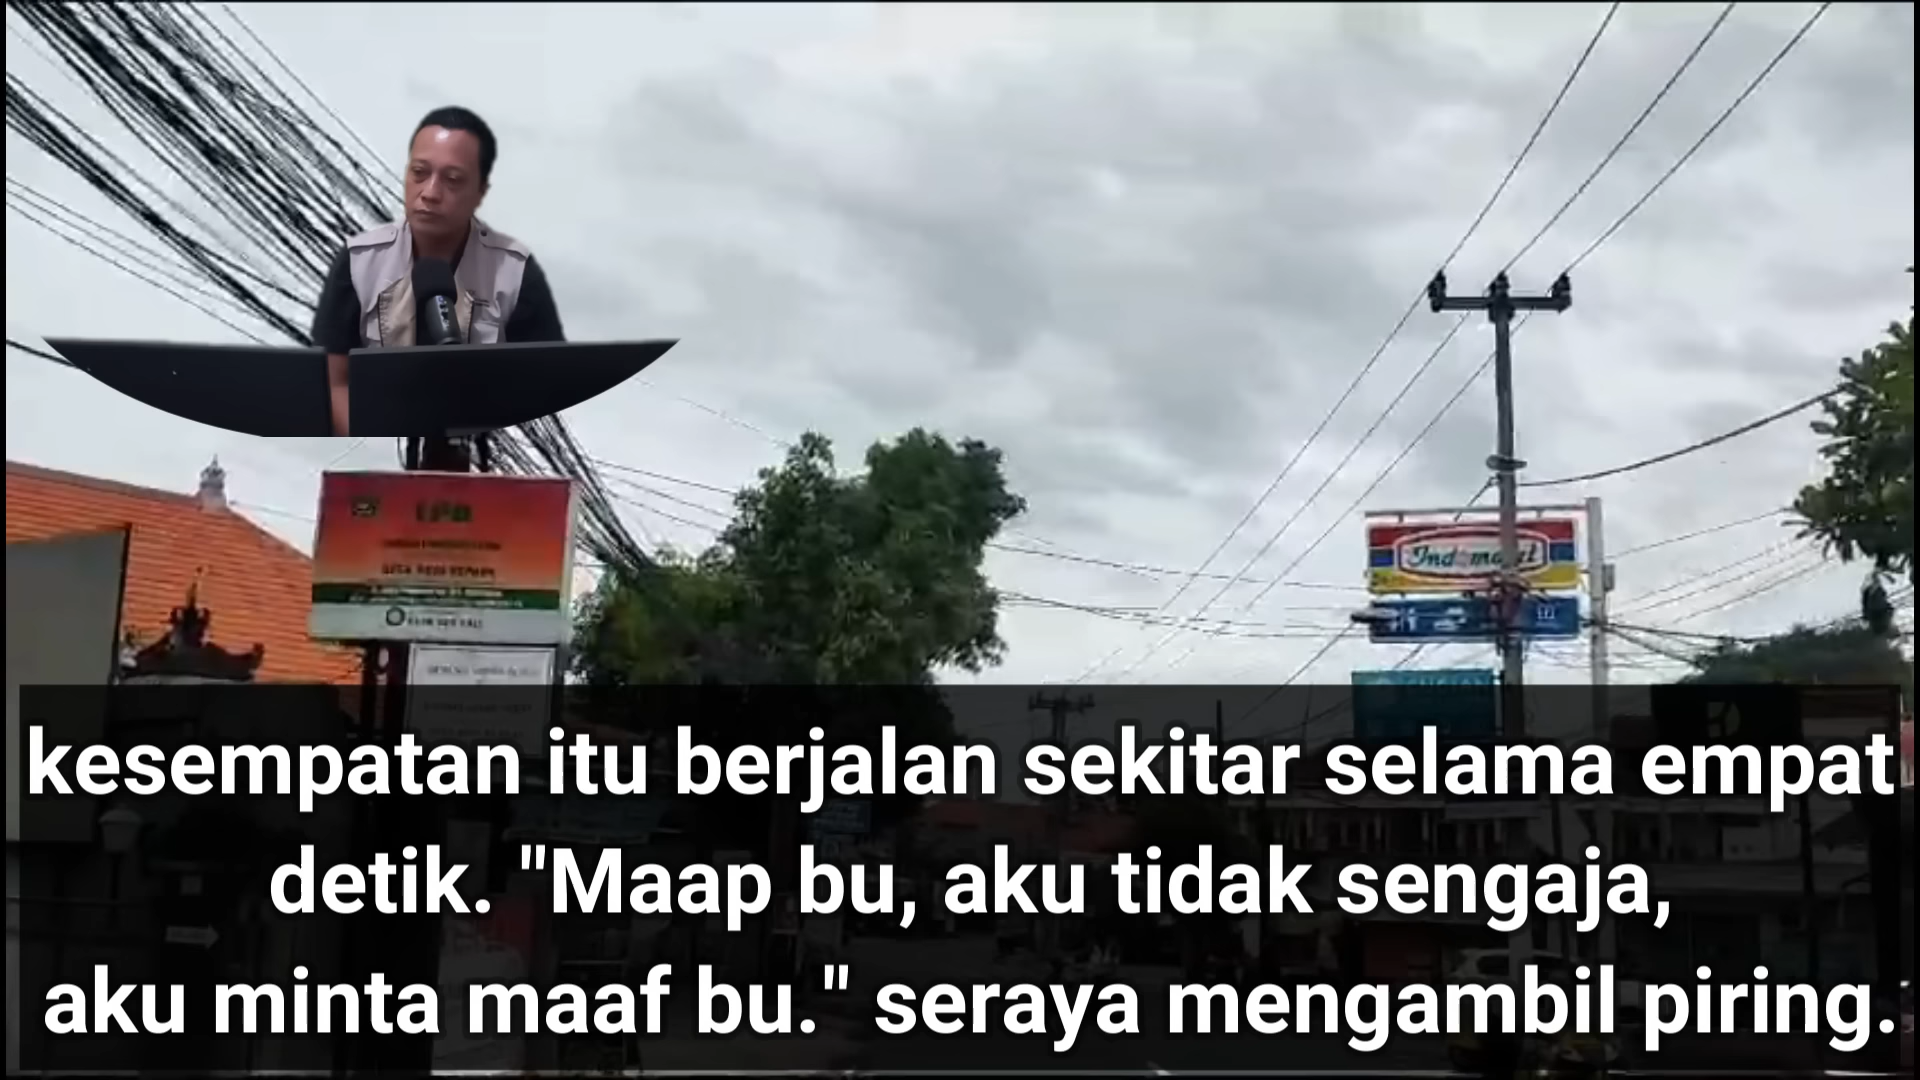 Indomaret
kesempatan itu berjalan sekitar selama empat
detik. "Maap bu, aku tidak sengaja,
aku minta maaf bu." seraya mengambil piring.